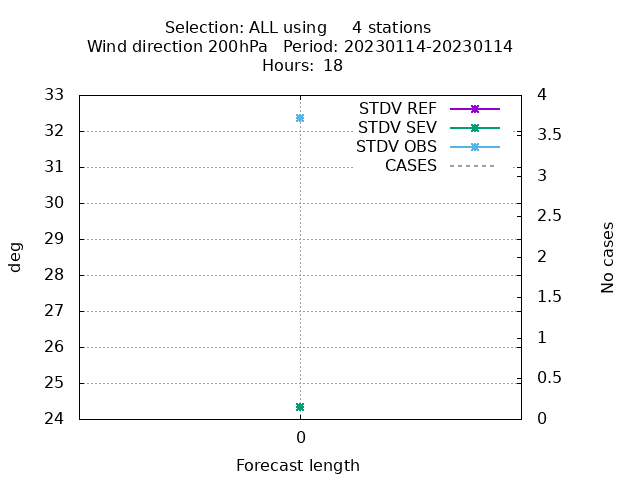 Selection: ALL using     4 stations
Wind direction 200hPa   Period: 20230114-20230114
Hours:  18
33
32
31
30
29
28
27
26
25
24
4
3.5
3
2.5
2
1.5
1
0.5
0
STDV REF
STDV SEV
STDV OBS
CASES
deg
No cases
0
Forecast length